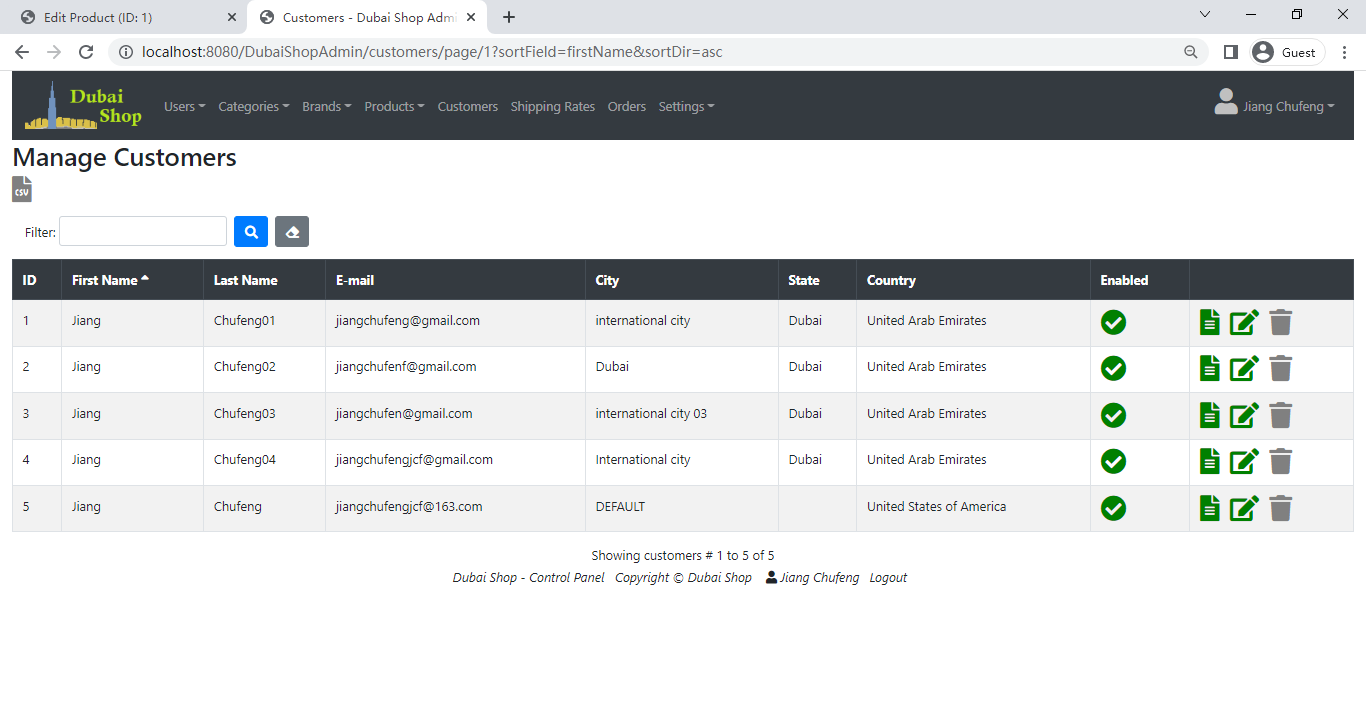 Edit Product (ID: 1) Customers - Dubai Shop Admi
localhost:8080/DubaiShopAdmin/customers/page/1?sortField=firstName&sortDir=asc Guest
Dubai
Shop
Users Categories Brands Products Customers Shipping Rates Orders Settings Jiang Chufeng
Manage Customers
CSV
Filter:
ID First Name Last Name E-mail City State Country Enabled
1 Jiang Chufeng01 jiangchufeng@gmail.com international city Dubai United Arab Emirates
2 Jiang Chufeng02 jiangchufenf@gmail.com Dubai Dubai United Arab Emirates
3 Jiang Chufeng03 jiangchufen@gmail.com international city 03 Dubai United Arab Emirates
4 Jiang Chufeng04 jiangchufengjcf@gmail.com International city Dubai United Arab Emirates
5 Jiang Chufeng jiangchufengjcf@163.com DEFAULT United States of America
Showing customers # 1 to 5 of 5
Dubai Shop - Control Panel Copyright © Dubai Shop Jiang Chufeng Logout